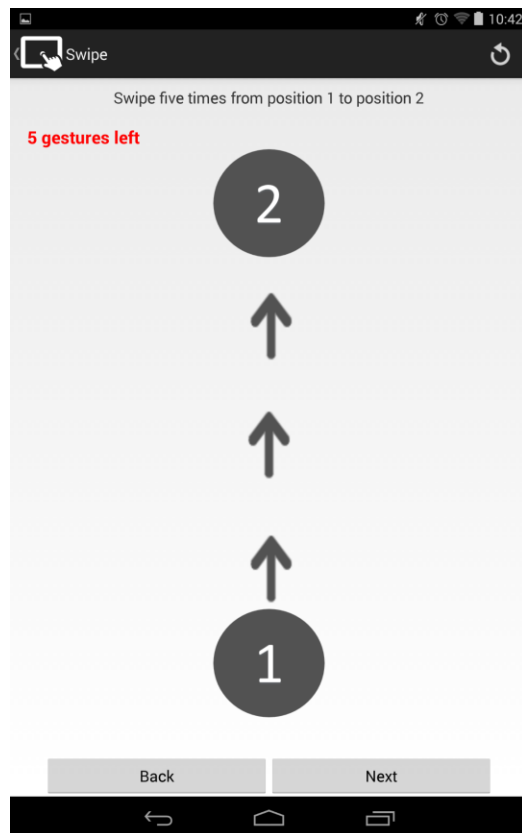 10:42
Swipe
Swipe five times from position 1 to position 2
5 gestures left
2
1
Back Next